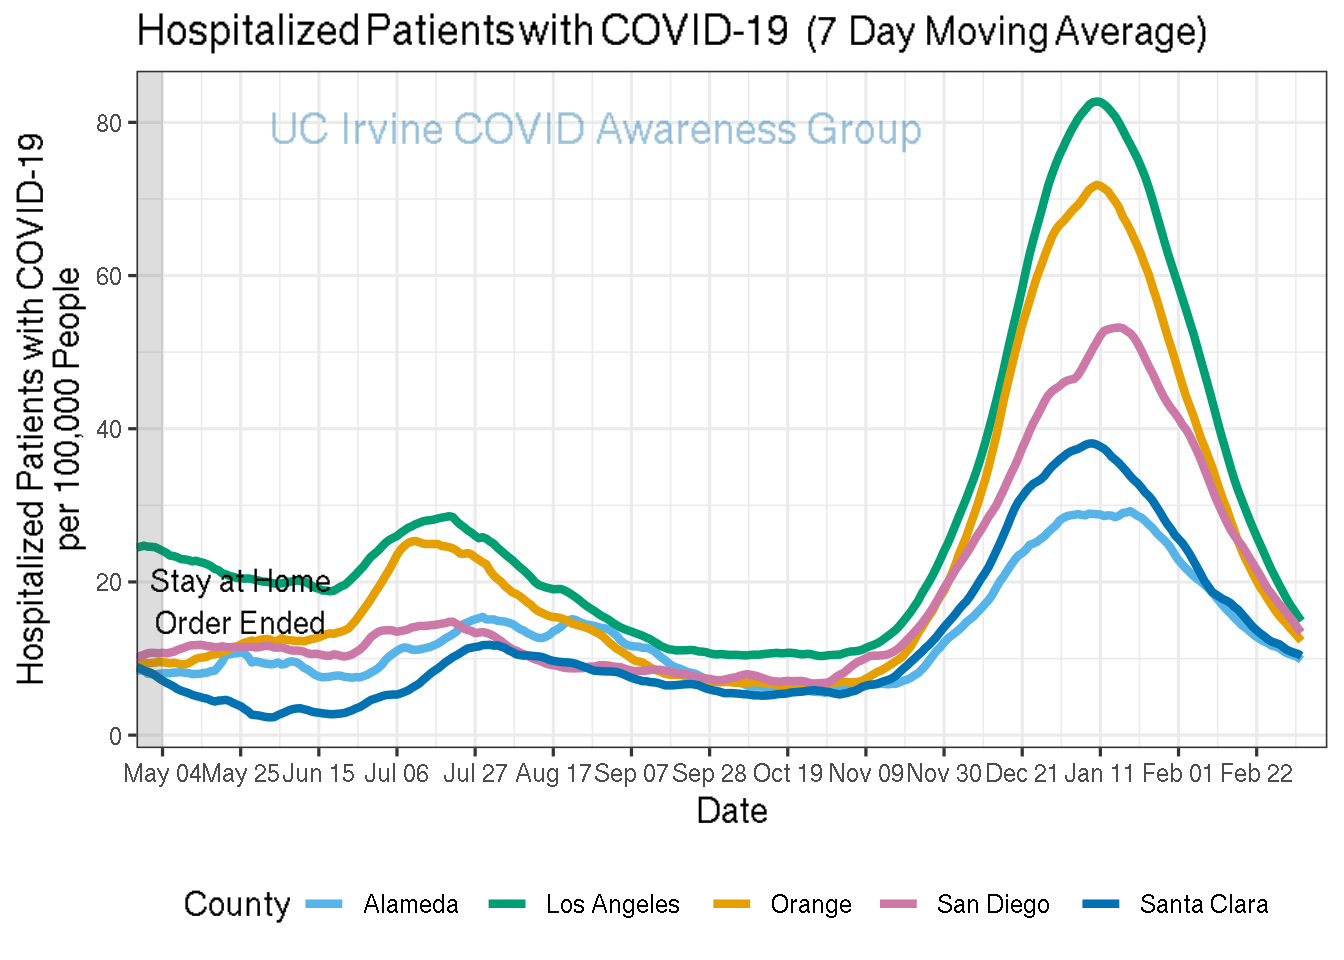 Hospitalized Patients with COVID-19 (7 Day Moving Average)
UC Irvine COVID Awareness Group
Hospitalized Patients with COVID-19
per 100,000 People
80
60
40
20
0
Stay at Home
Order Ended
May 04 May 25 Jun 15 Jul 06 Jul 27 Aug 17 Sep 07 Sep 28 Oct 19 Nov 09 Nov 30 Dec 21 Jan 11 Feb 01 Feb 22
Date
County Alameda Los Angeles Orange San Diego Santa Clara